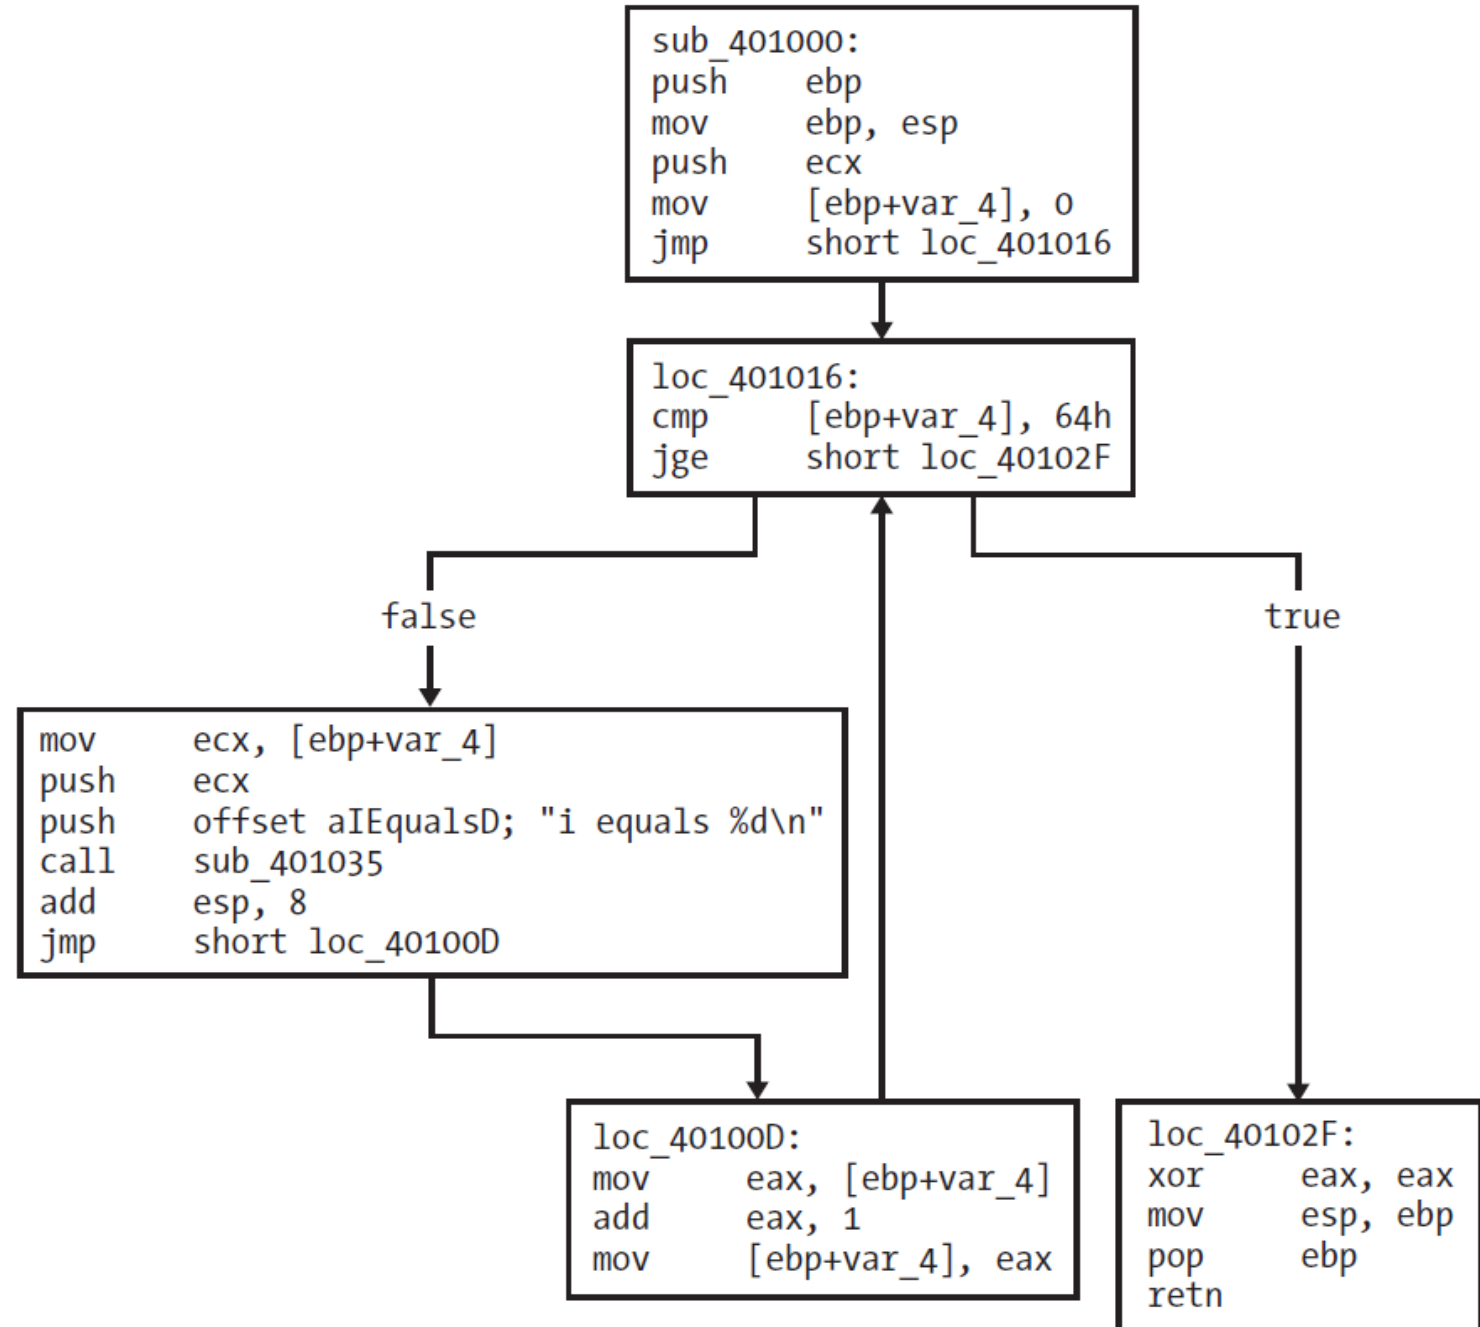 sub_401000:
push ebp
mov ebp, esp
push ecx
mov [ebp+var_4], 0
jmp short loc_401016
loc_401016:
cmp [ebp+var_4], 64h
jge short loc_40102F
false
true
mov ecx, [ebp+var_4]
push ecx
push offset aIEqualsD; "i equals %d\n"
call sub_401035
add esp, 8
jmp short loc_40100D
loc_40100D:
mov eax, [ebp+var_4]
add eax, 1
mov [ebp+var_4], eax
loc_40102F:
xor eax, eax
mov esp, ebp
pop ebp
retn